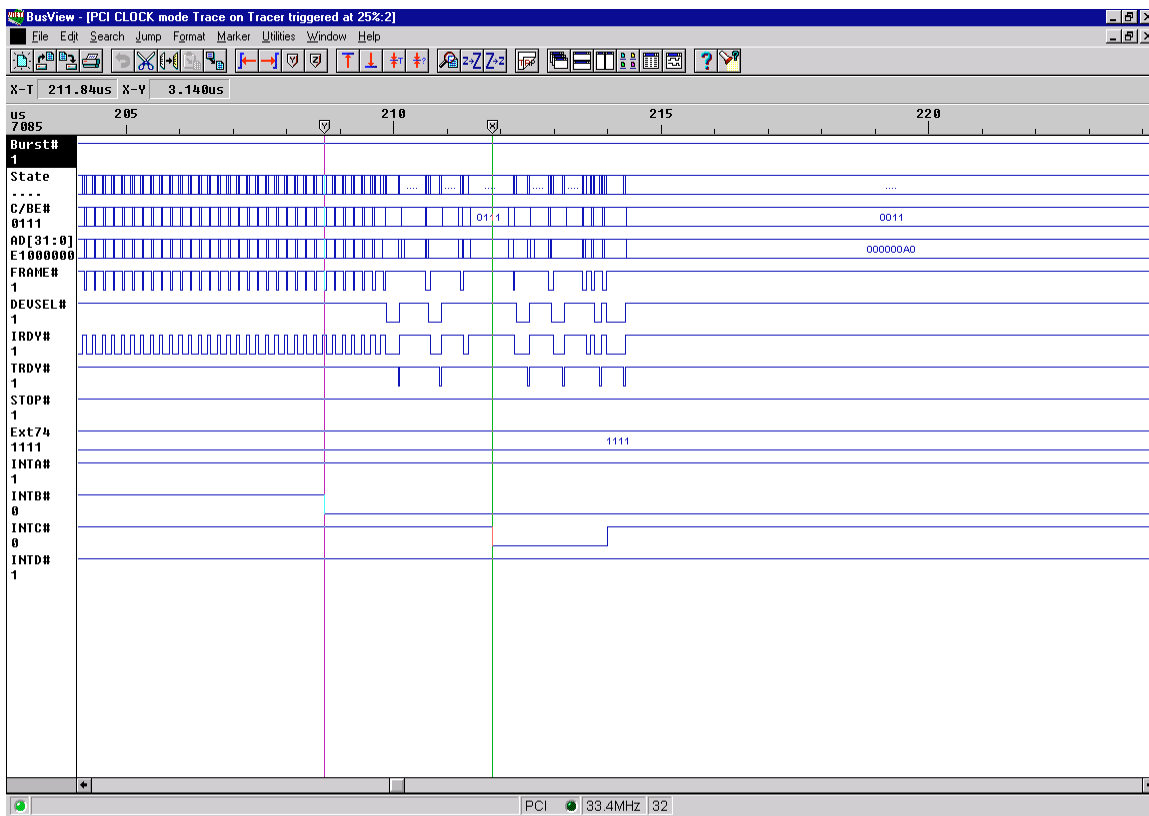 BusView - [PCI CLOCK mode Trace on Tracer triggered at 25%:2]
File Edit Search Jump Format Marker Utilities Window Help
X-T 211.84us X-Y 3.140us
us 205 210 215 220
7085 Y X
Burst#
1
State
.... .... .... .... .... .... ....
C/BE#
0111 0111 0011
AD[31:0]
E1000000 000000A0
FRAME#
1
DEVSEL#
1
IRDY#
1
TRDY#
1
STOP#
1
Ext74
1111 1111
INTA#
1
INTB#
0
INTC#
0
INTD#
1
PCI 33.4MHz 32